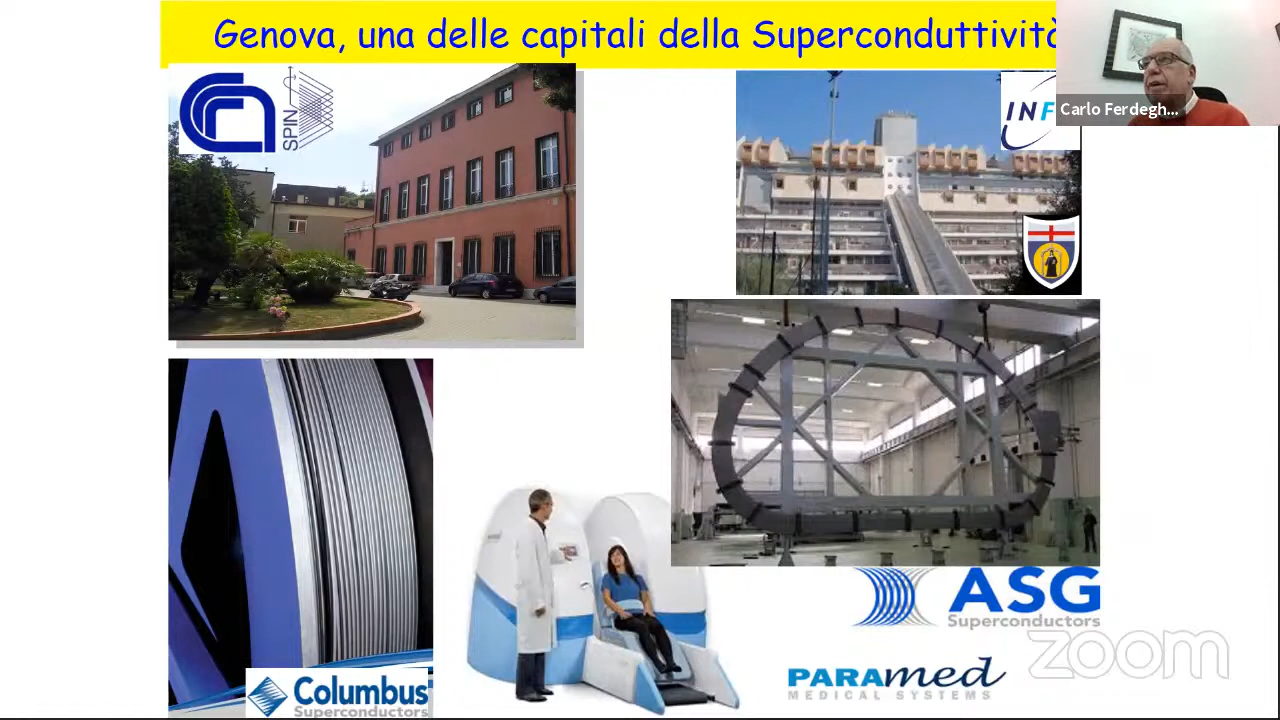 Genova, una delle capitali della Superconduttività
SPIN
INF
Carlo Ferdegh...
ASG
Superconductors
zoom
PARAmed
MEDICAL SYSTEMS
Columbus
Superconductors